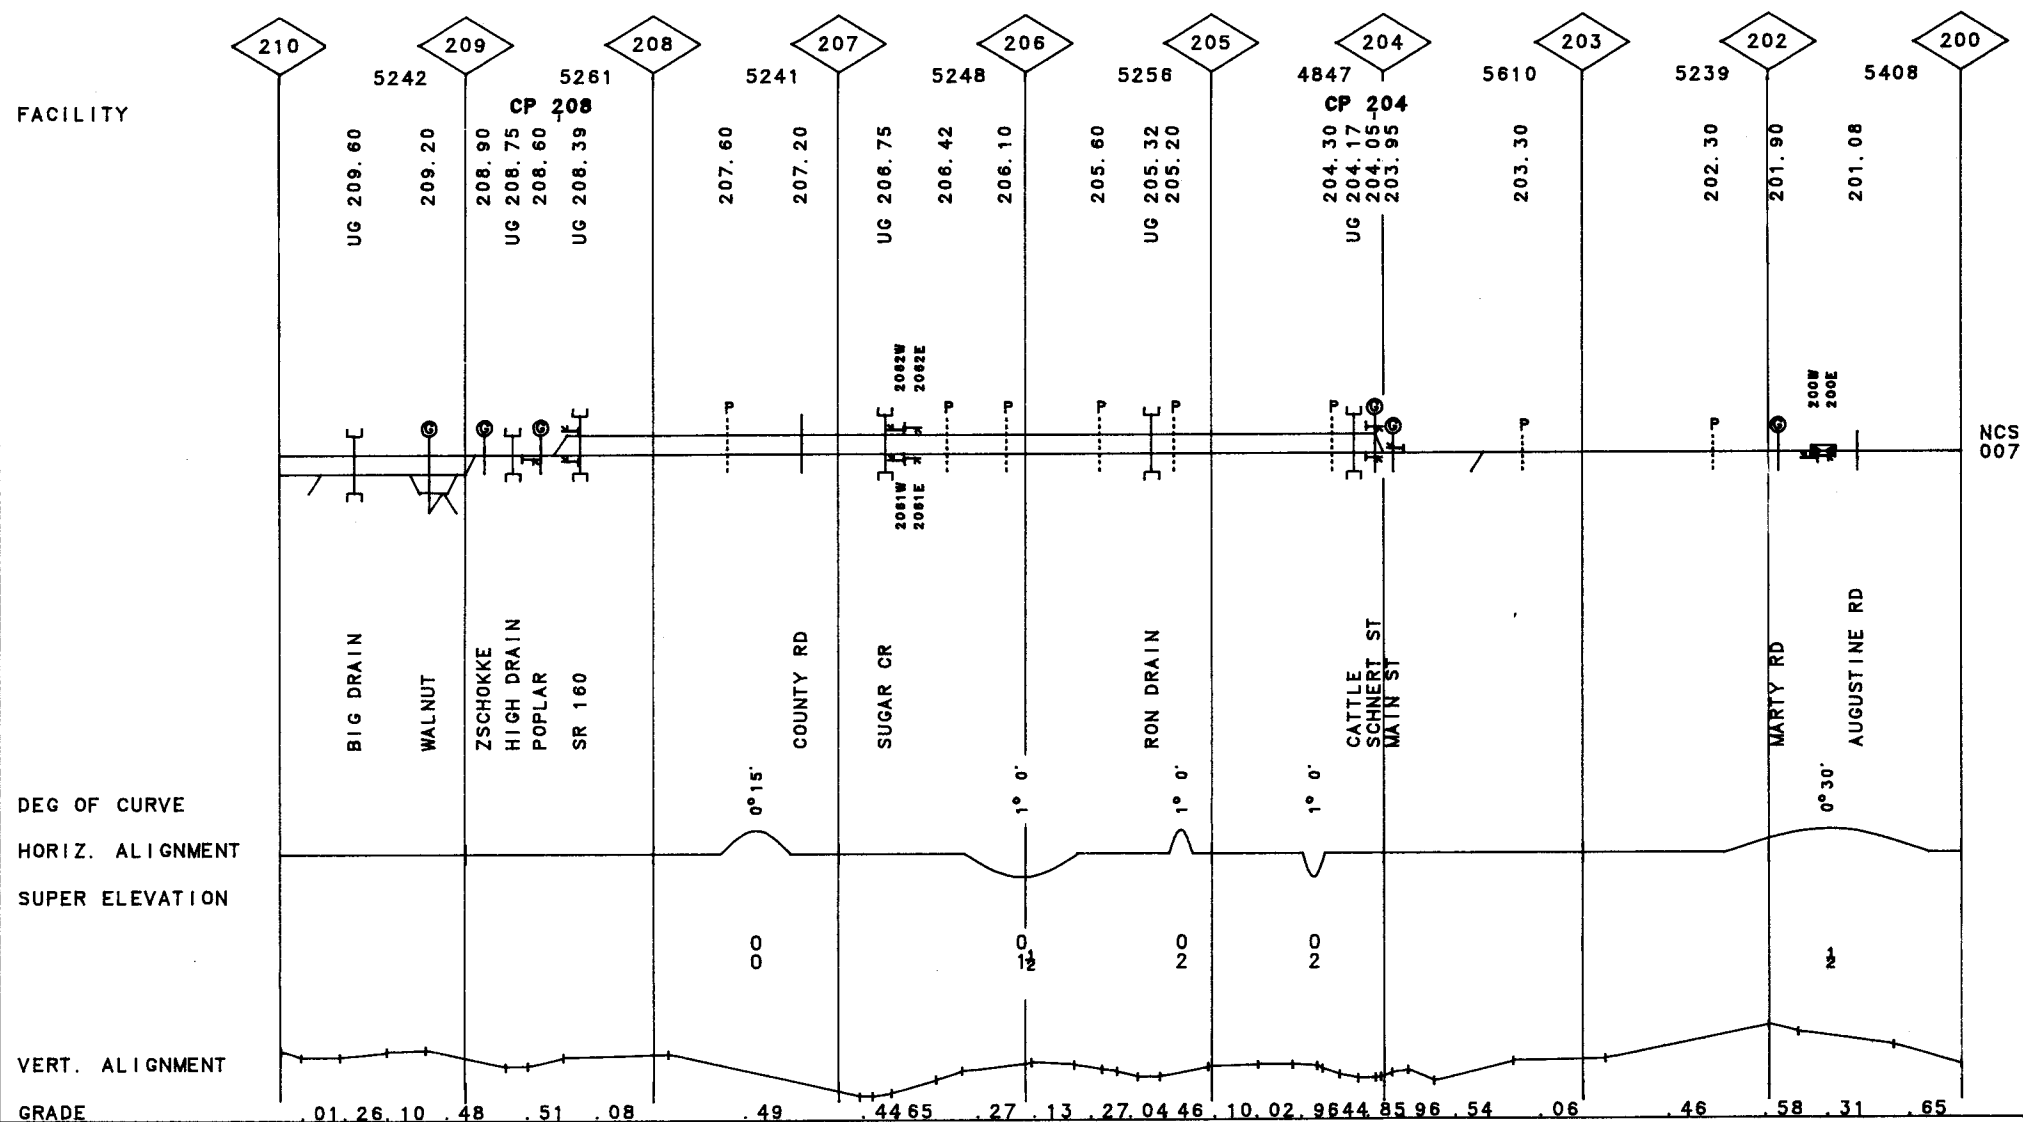 210 209 208 207 206 205 204 203 202 200
5242 5261 5241 5248 5256 4847 5610 5239 5408
CP 208 CP 204
FACILITY
UG 209.60
209.20
208.90
UG 208.75
208.60
UG 208.39
207.60
207.20
UG 206.75
206.42
206.10
205.60
UG 205.32
205.20
204.30
UG 204.17
204.05
203.95
203.30
202.30
201.90
201.08
2062W
2062E
200W
200E
G G G P P P P P P G G P P G
NCS
007
2061W
2061E
BIG DRAIN
WALNUT
ZSCHOKKE
HIGH DRAIN
POPLAR
SR 160
COUNTY RD
SUGAR CR
RON DRAIN
CATTLE
SCHNERT ST
MAIN ST
MARTY RD
AUGUSTINE RD
DEG OF CURVE 0°15' 1° 0' 1° 0' 1° 0' 0°30'
HORIZ. ALIGNMENT
SUPER ELEVATION
0 0 0 0
0 1½ 2 2 ½
VERT. ALIGNMENT
GRADE .01 .26 .10 .48 .51 .08 .49 .44 65 .27 .13 .27 .04 46 .10 .02 .96 44 85 96 .54 .06 .46 .58 .31 .65